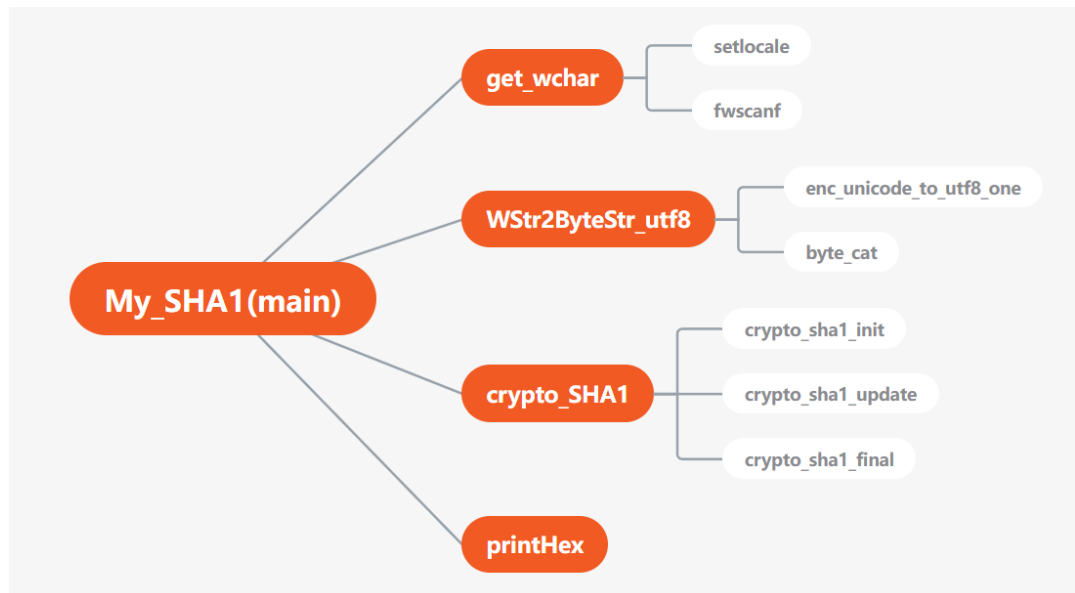 My_SHA1(main)
get_wchar
setlocale
fwscanf
WStr2ByteStr_utf8
enc_unicode_to_utf8_one
byte_cat
crypto_SHA1
crypto_sha1_init
crypto_sha1_update
crypto_sha1_final
printHex